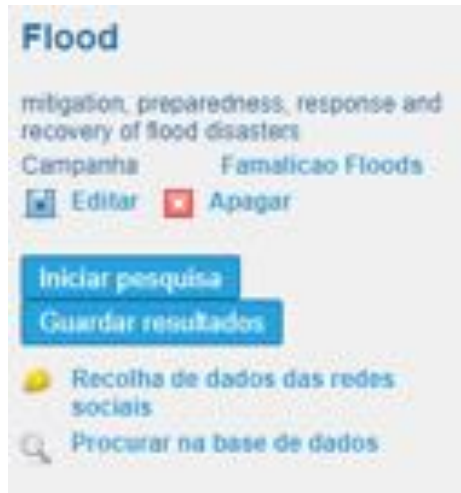 Flood
mitigation, preparedness, response and
recovery of flood disasters
Campanha Famalicao Floods
Editar Apagar
Iniciar pesquisa
Guardar resultados
Recolha de dados das redes
sociais
Procurar na base de dados